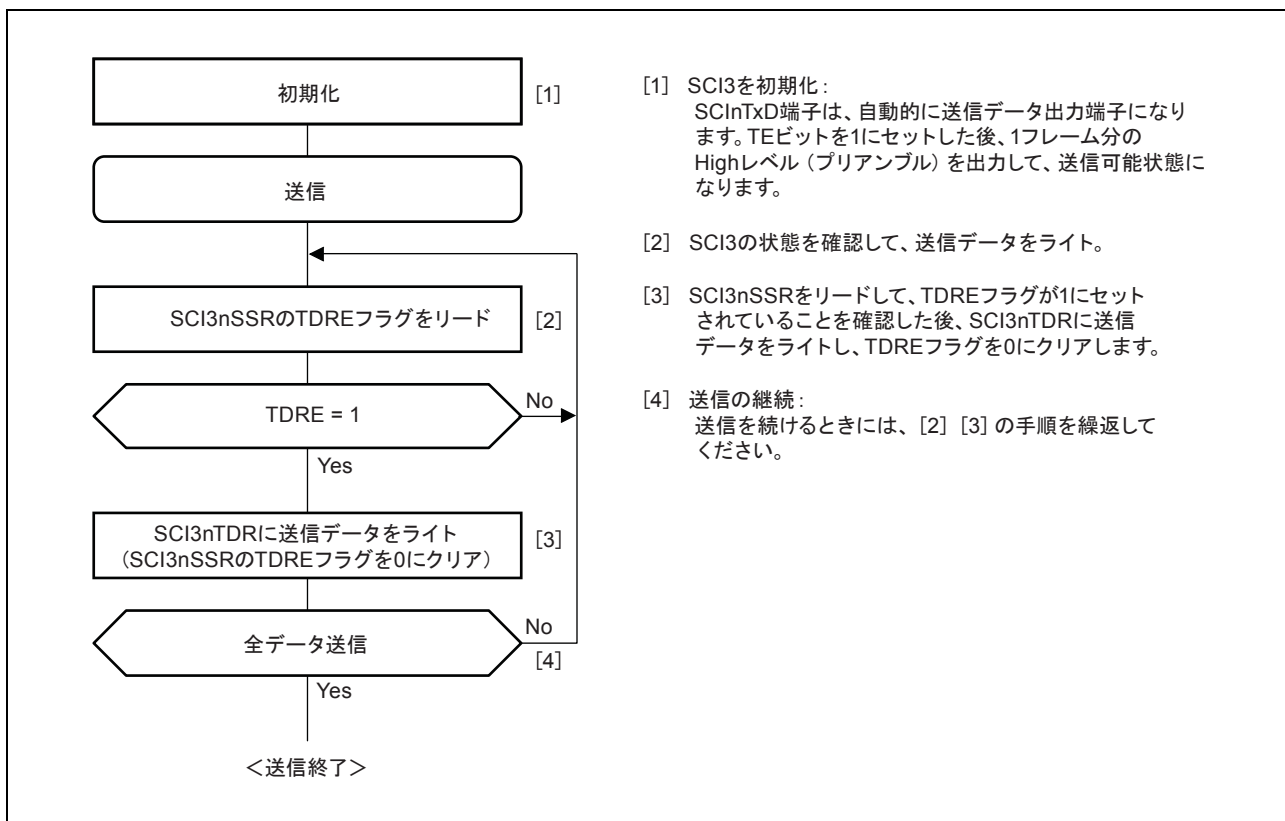 初期化 [1]
送信
SCI3nSSRのTDREフラグをリード [2]
TDRE = 1
No
Yes
SCI3nTDRに送信データをライト
(SCI3nSSRのTDREフラグを0にクリア) [3]
全データ送信
No
[4]
Yes
＜送信終了＞
[1] SCI3を初期化：
SCInTxD端子は、自動的に送信データ出力端子になり
ます。TEビットを1にセットした後、1フレーム分の
Highレベル（プリアンブル）を出力して、送信可能状態に
なります。
[2] SCI3の状態を確認して、送信データをライト。
[3] SCI3nSSRをリードして、TDREフラグが1にセット
されていることを確認した後、SCI3nTDRに送信
データをライトし、TDREフラグを0にクリアします。
[4] 送信の継続：
送信を続けるときには、[2] [3] の手順を繰返して
ください。